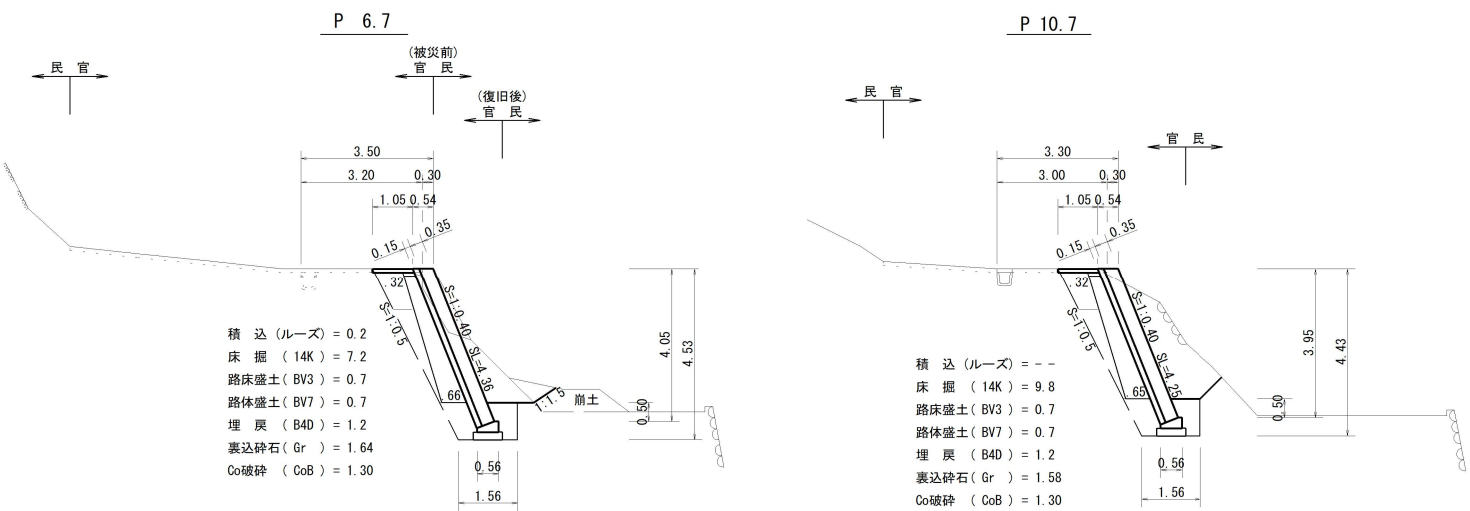 P 6.7
(被災前)
民 官
官 民
(復旧後)
官 民
3.50
3.20
0.30
1.05
0.54
0.15
0.35
.32
S=1:0.5
S=1:0.40
SL=4.36
.66
1:1.5
崩土
0.50
4.05
4.53
0.56
1.56
積 込 (ルーズ) = 0.2
床 掘 ( 14K ) = 7.2
路床盛土( BV3 ) = 0.7
路体盛土( BV7 ) = 0.7
埋 戻 ( B4D ) = 1.2
裏込砕石( Gr ) = 1.64
Co破砕 ( CoB ) = 1.30
P 10.7
民 官
官 民
3.30
3.00
0.30
1.05
0.54
0.15
0.35
.32
S=1:0.5
S=1:0.40
SL=4.25
.65
0.50
3.95
4.43
0.56
1.56
積 込 (ルーズ) = - -
床 掘 ( 14K ) = 9.8
路床盛土( BV3 ) = 0.7
路体盛土( BV7 ) = 0.7
埋 戻 ( B4D ) = 1.2
裏込砕石( Gr ) = 1.58
Co破砕 ( CoB ) = 1.30